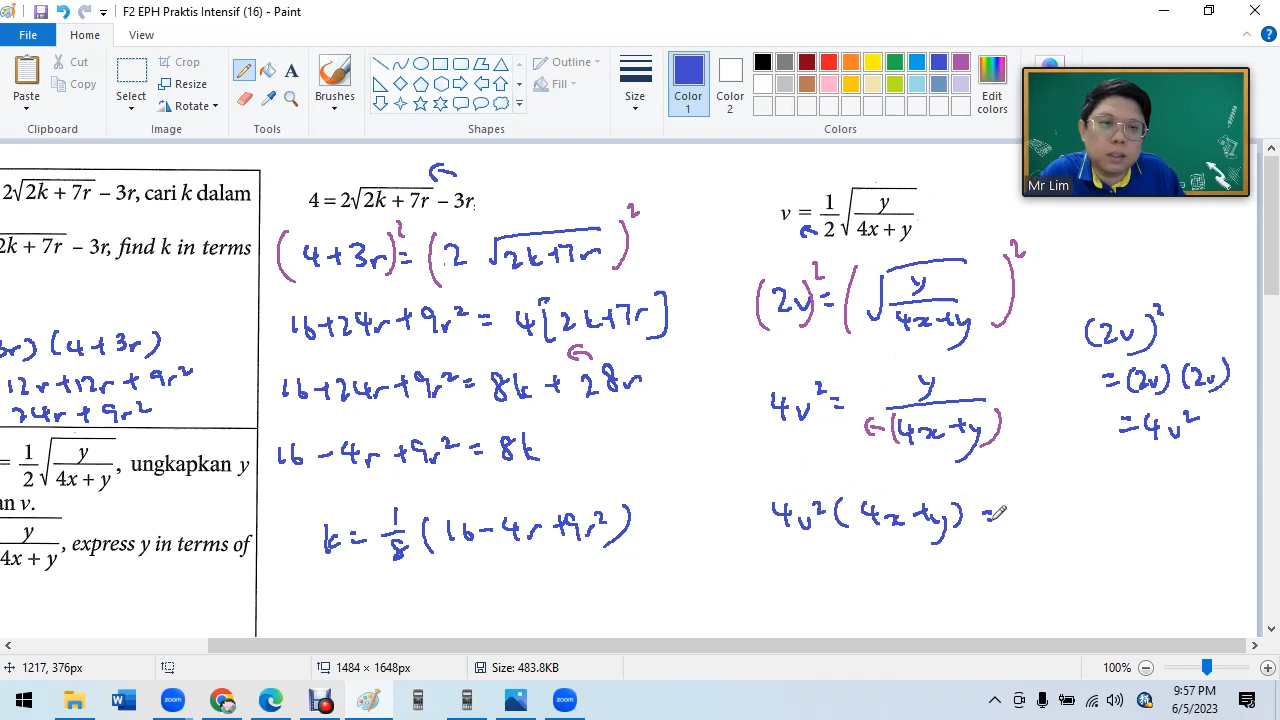 F2 EPH Praktis Intensif (16) - Paint
File Home View
Cut
Copy
Paste
Clipboard
Select
Crop
Resize
Rotate
Image
Tools
Brushes
Shapes
Outline
Fill
Size
Color 1
Color 2
Colors
Edit colors
Mr Lim
2√(2k + 7r) – 3r, cari k dalam
2k + 7r – 3r, find k in terms
3r) (4+3r)
12r+12r+9r²
24r+9r²
= 1/2 √(y/(4x + y)), ungkapkan y
an v.
y/(4x + y), express y in terms of
4 = 2√(2k + 7r) – 3r
(4+3r)² = (2 √(2k+7r))²
16+24r+9r² = 4[2k+7r]
16+24r+9r² = 8k + 28r
16-4r+9r² = 8k
k = 1/8 (16-4r+9r²)
v = 1/2 √(y/(4x + y))
(2v)² = (√(y/(4x+y)))²
4v² = y/(4x+y)
4v² (4x+y) =
(2v)²
= (2v) (2v)
= 4v²
1217, 376px
1484 × 1648px
Size: 483.8KB
100%
zoom
zoom
9:57 PM
6/5/2023